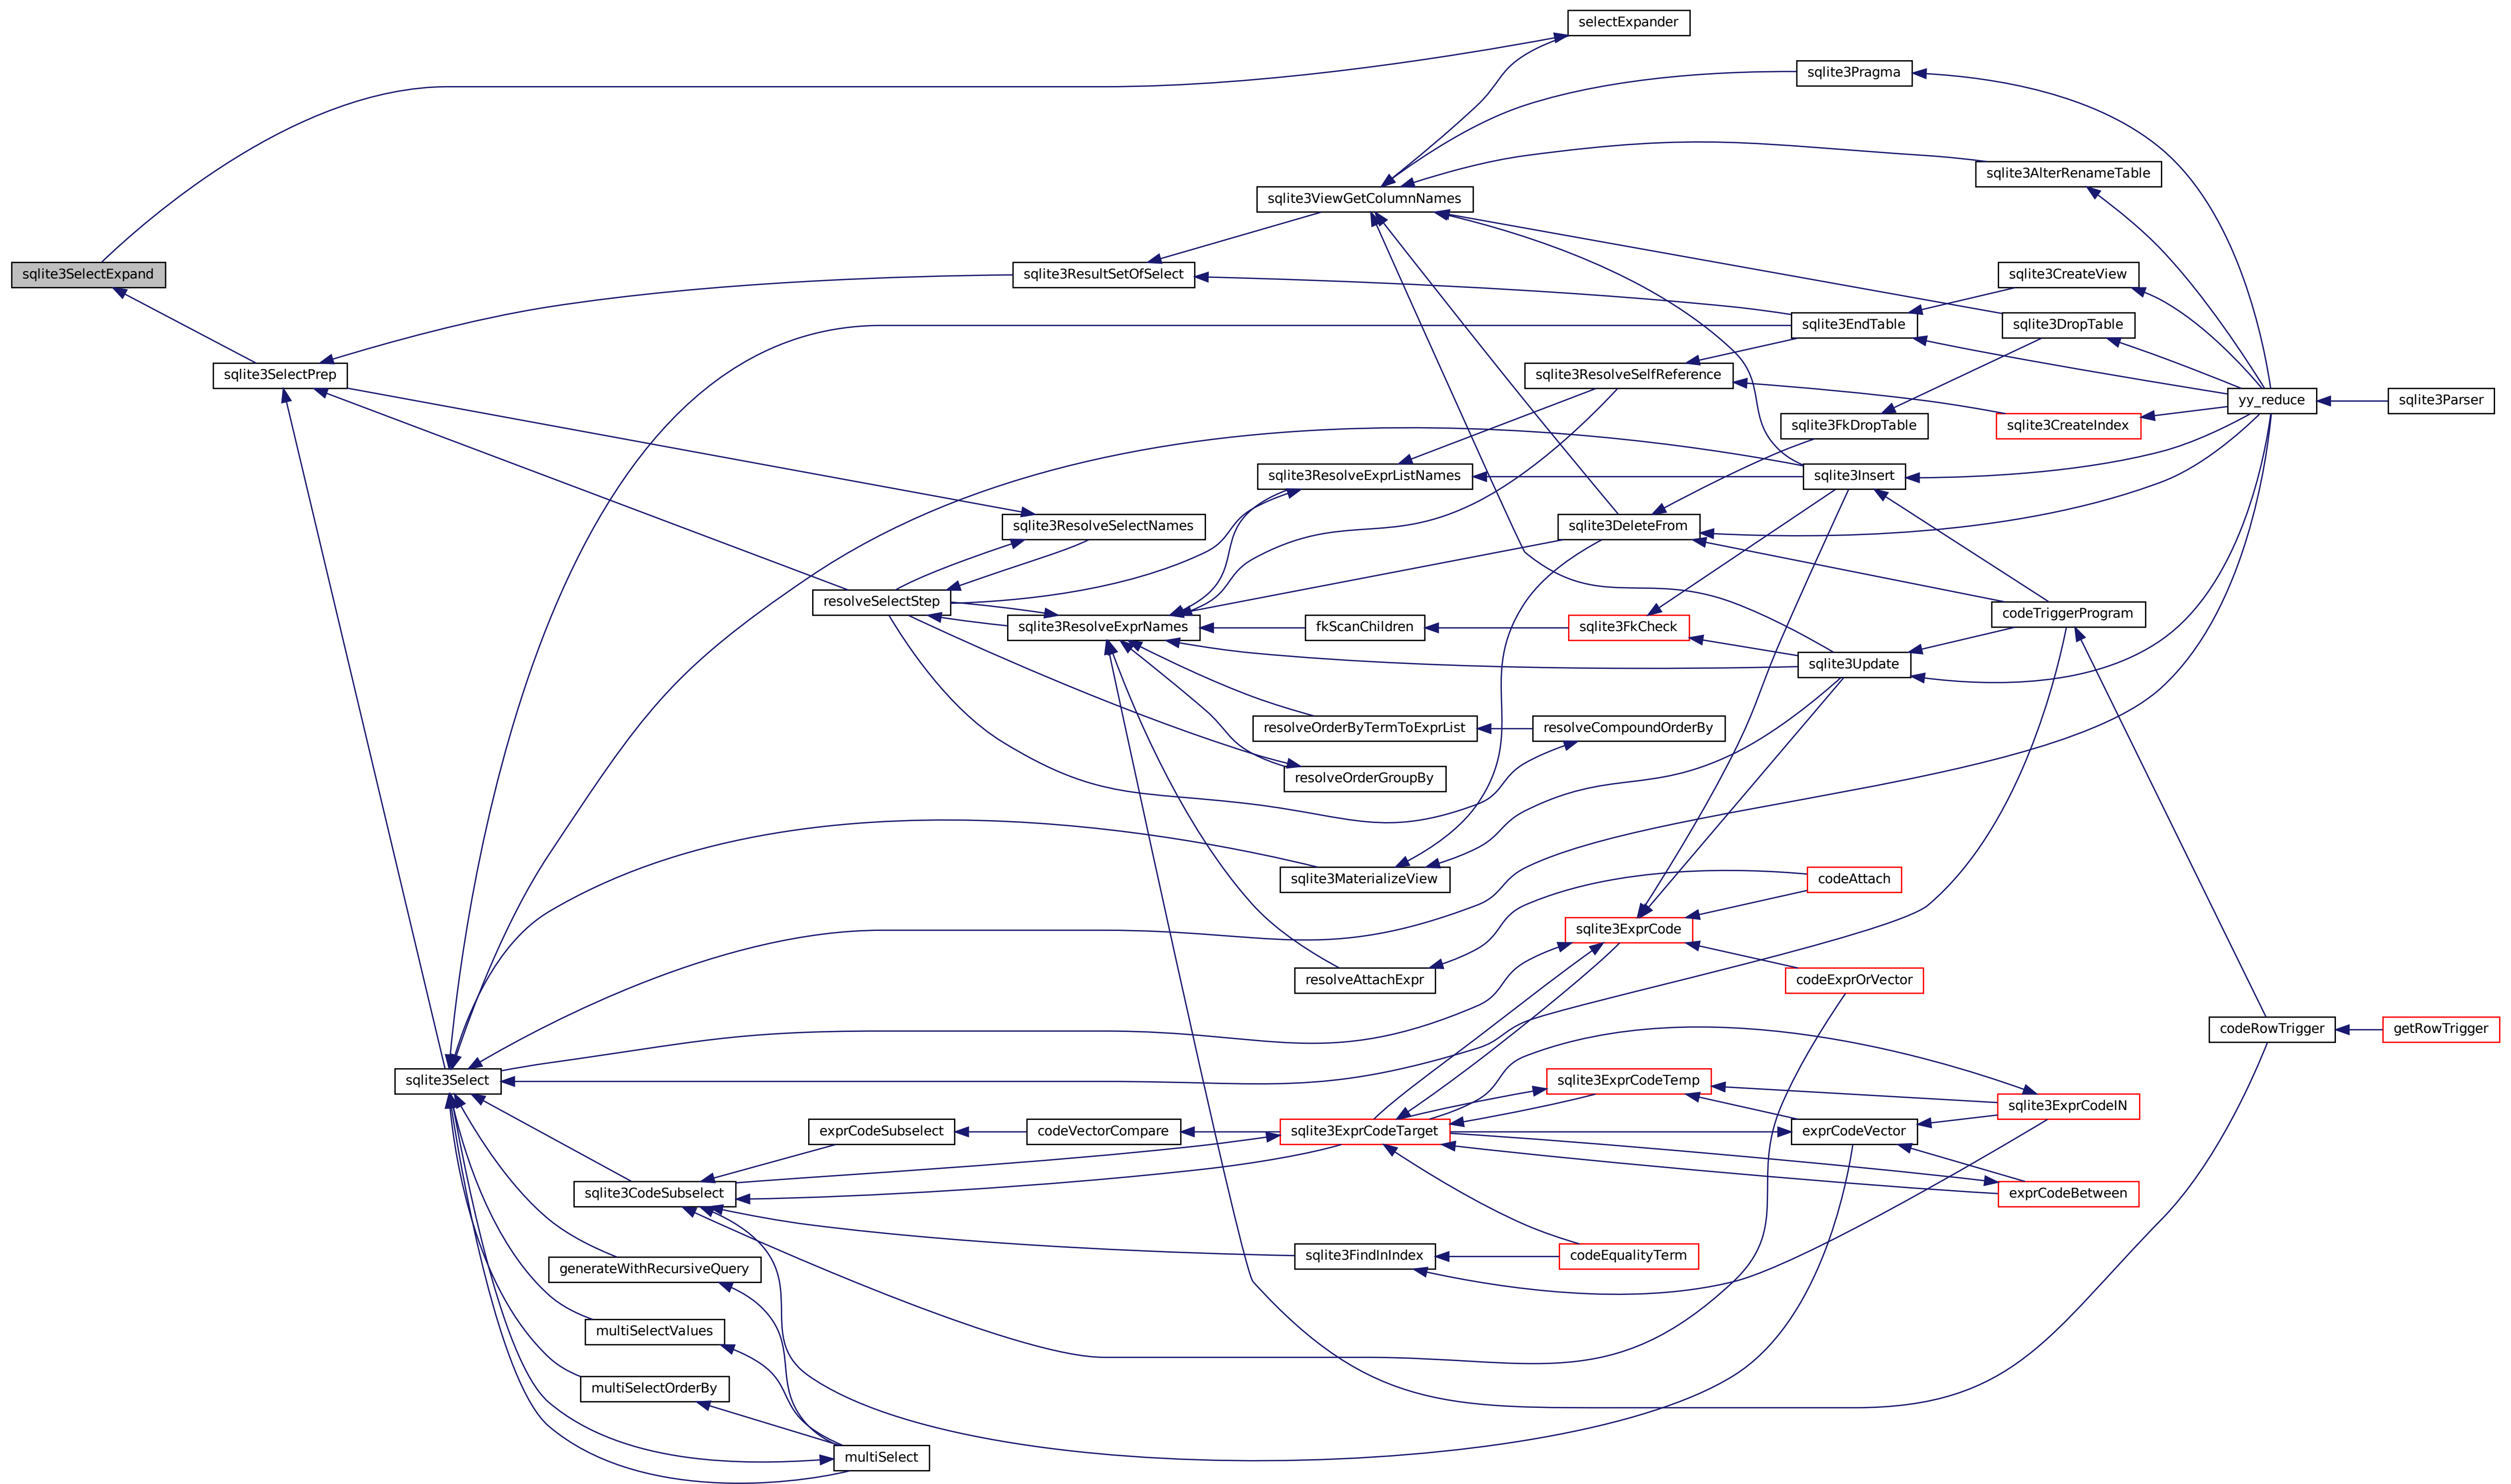 selectExpander
sqlite3Pragma
sqlite3AlterRenameTable
sqlite3ViewGetColumnNames
sqlite3SelectExpand
sqlite3ResultSetOfSelect
sqlite3CreateView
sqlite3EndTable
sqlite3DropTable
sqlite3SelectPrep
sqlite3ResolveSelfReference
yy_reduce
sqlite3Parser
sqlite3FkDropTable
sqlite3CreateIndex
sqlite3ResolveExprListNames
sqlite3Insert
sqlite3ResolveSelectNames
sqlite3DeleteFrom
resolveSelectStep
codeTriggerProgram
sqlite3ResolveExprNames
fkScanChildren
sqlite3FkCheck
sqlite3Update
resolveOrderByTermToExprList
resolveCompoundOrderBy
resolveOrderGroupBy
sqlite3MaterializeView
codeAttach
sqlite3ExprCode
resolveAttachExpr
codeExprOrVector
codeRowTrigger
getRowTrigger
sqlite3Select
sqlite3ExprCodeTemp
sqlite3ExprCodeIN
exprCodeSubselect
codeVectorCompare
sqlite3ExprCodeTarget
exprCodeVector
sqlite3CodeSubselect
exprCodeBetween
sqlite3FindInIndex
codeEqualityTerm
generateWithRecursiveQuery
multiSelectValues
multiSelectOrderBy
multiSelect